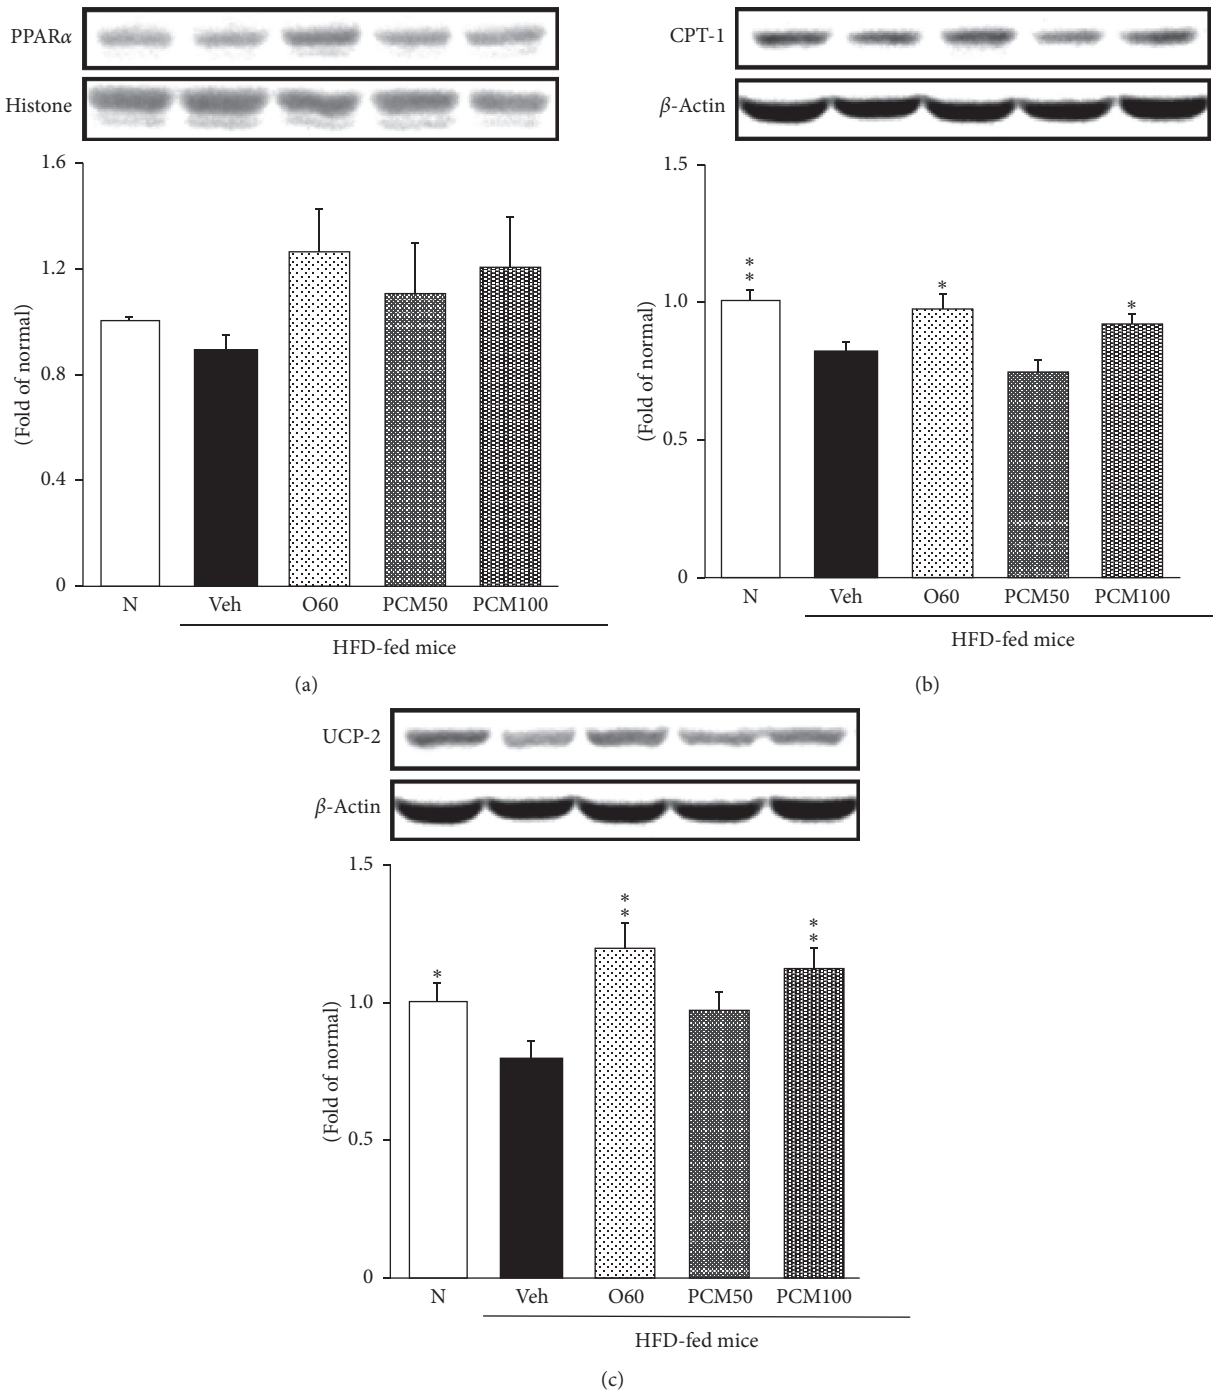 PPARα
Histone
1.6
1.2
0.8
0.4
0
(Fold of normal)
N Veh O60 PCM50 PCM100
HFD-fed mice
(a)
CPT-1
β-Actin
1.5
1.0
0.5
0
(Fold of normal)
**
*
*
N Veh O60 PCM50 PCM100
HFD-fed mice
(b)
UCP-2
β-Actin
1.5
1.0
0.5
0
(Fold of normal)
*
**
**
N Veh O60 PCM50 PCM100
HFD-fed mice
(c)